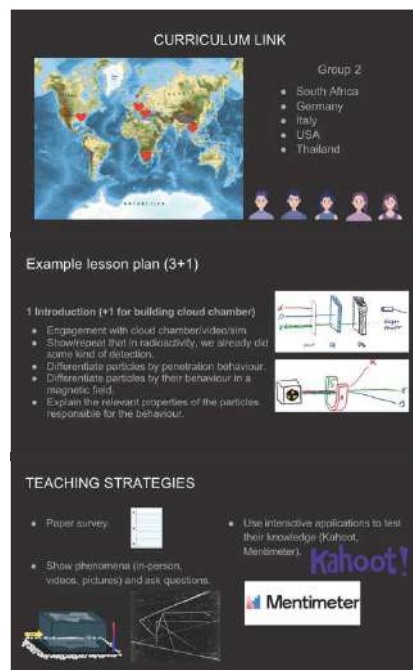 CURRICULUM LINK
Group 2
● South Africa
● Germany
● Italy
● USA
● Thailand
Example lesson plan (3+1)
1 Introduction (+1 for building cloud chamber)
● Engagement with cloud chamber/video/sim
● Show/repeat that in radioactivity, we already did
some kind of detection.
● Differentiate particles by penetration behaviour.
● Differentiate particles by their behaviour in a
magnetic field.
● Explain the relevant properties of the particles
responsible for the behaviour.
TEACHING STRATEGIES
● Paper survey.
● Show phenomena (in-person,
videos, pictures) and ask questions.
● Use interactive applications to test
their knowledge (Kahoot,
Mentimeter).
Kahoot!
Mentimeter